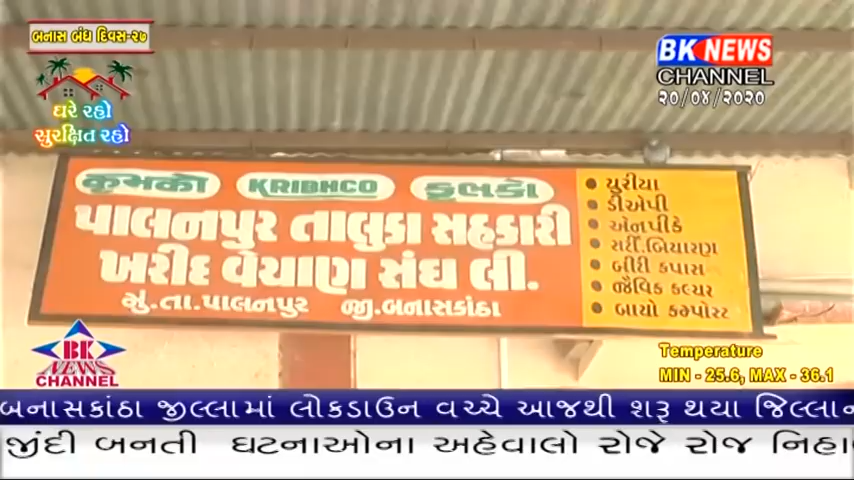 બનાસ બંધ દિવસ-૨૭
BK NEWS
CHANNEL
૨૦/૦૪/૨૦૨૦
ઘરે રહો
સુરક્ષિત રહો
કૃભકો KRIBHCO કૃભકો
પાલનપુર તાલુકા સહકારી
ખરીદ વેચાણ સંઘ લી.
મું.તા.પાલનપુર જી.બનાસકાંઠા
યુરીયા
ડીએપી
એનપીકે
સર્ટી.બિયારણ
બીટી કપાસ
જૈવિક કલ્ચર
બાયો કમ્પોસ્ટ
BK
NEWS
CHANNEL
Temperature
MIN - 25.6, MAX - 36.1
બનાસકાંઠા જીલ્લામાં લોકડાઉન વચ્ચે આજથી શરૂ થયા જિલ્લાન
જીંદી બનતી ઘટનાઓના અહેવાલો રોજે રોજ નિહા